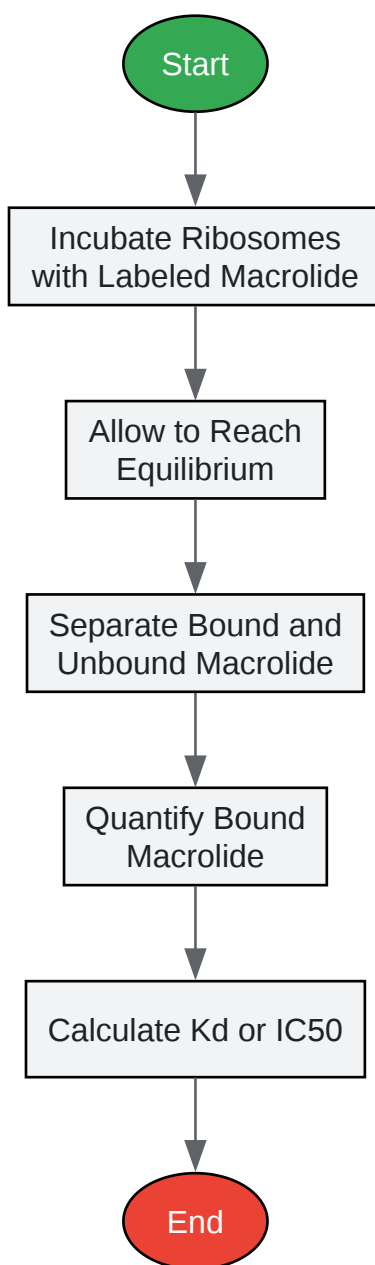 Start
Incubate Ribosomes
with Labeled Macrolide
Allow to Reach
Equilibrium
Separate Bound and
Unbound Macrolide
Quantify Bound
Macrolide
Calculate Kd or IC50
End